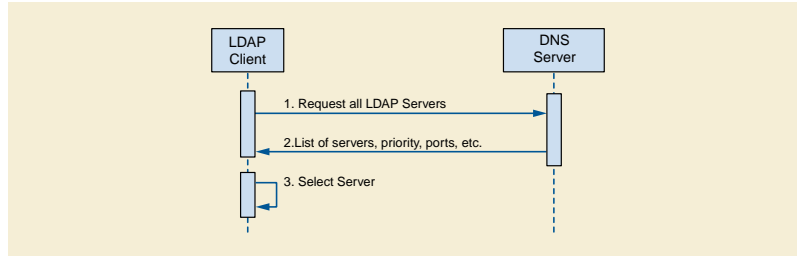 LDAP
Client
DNS
Server
1. Request all LDAP Servers
2.List of servers, priority, ports, etc.
3. Select Server